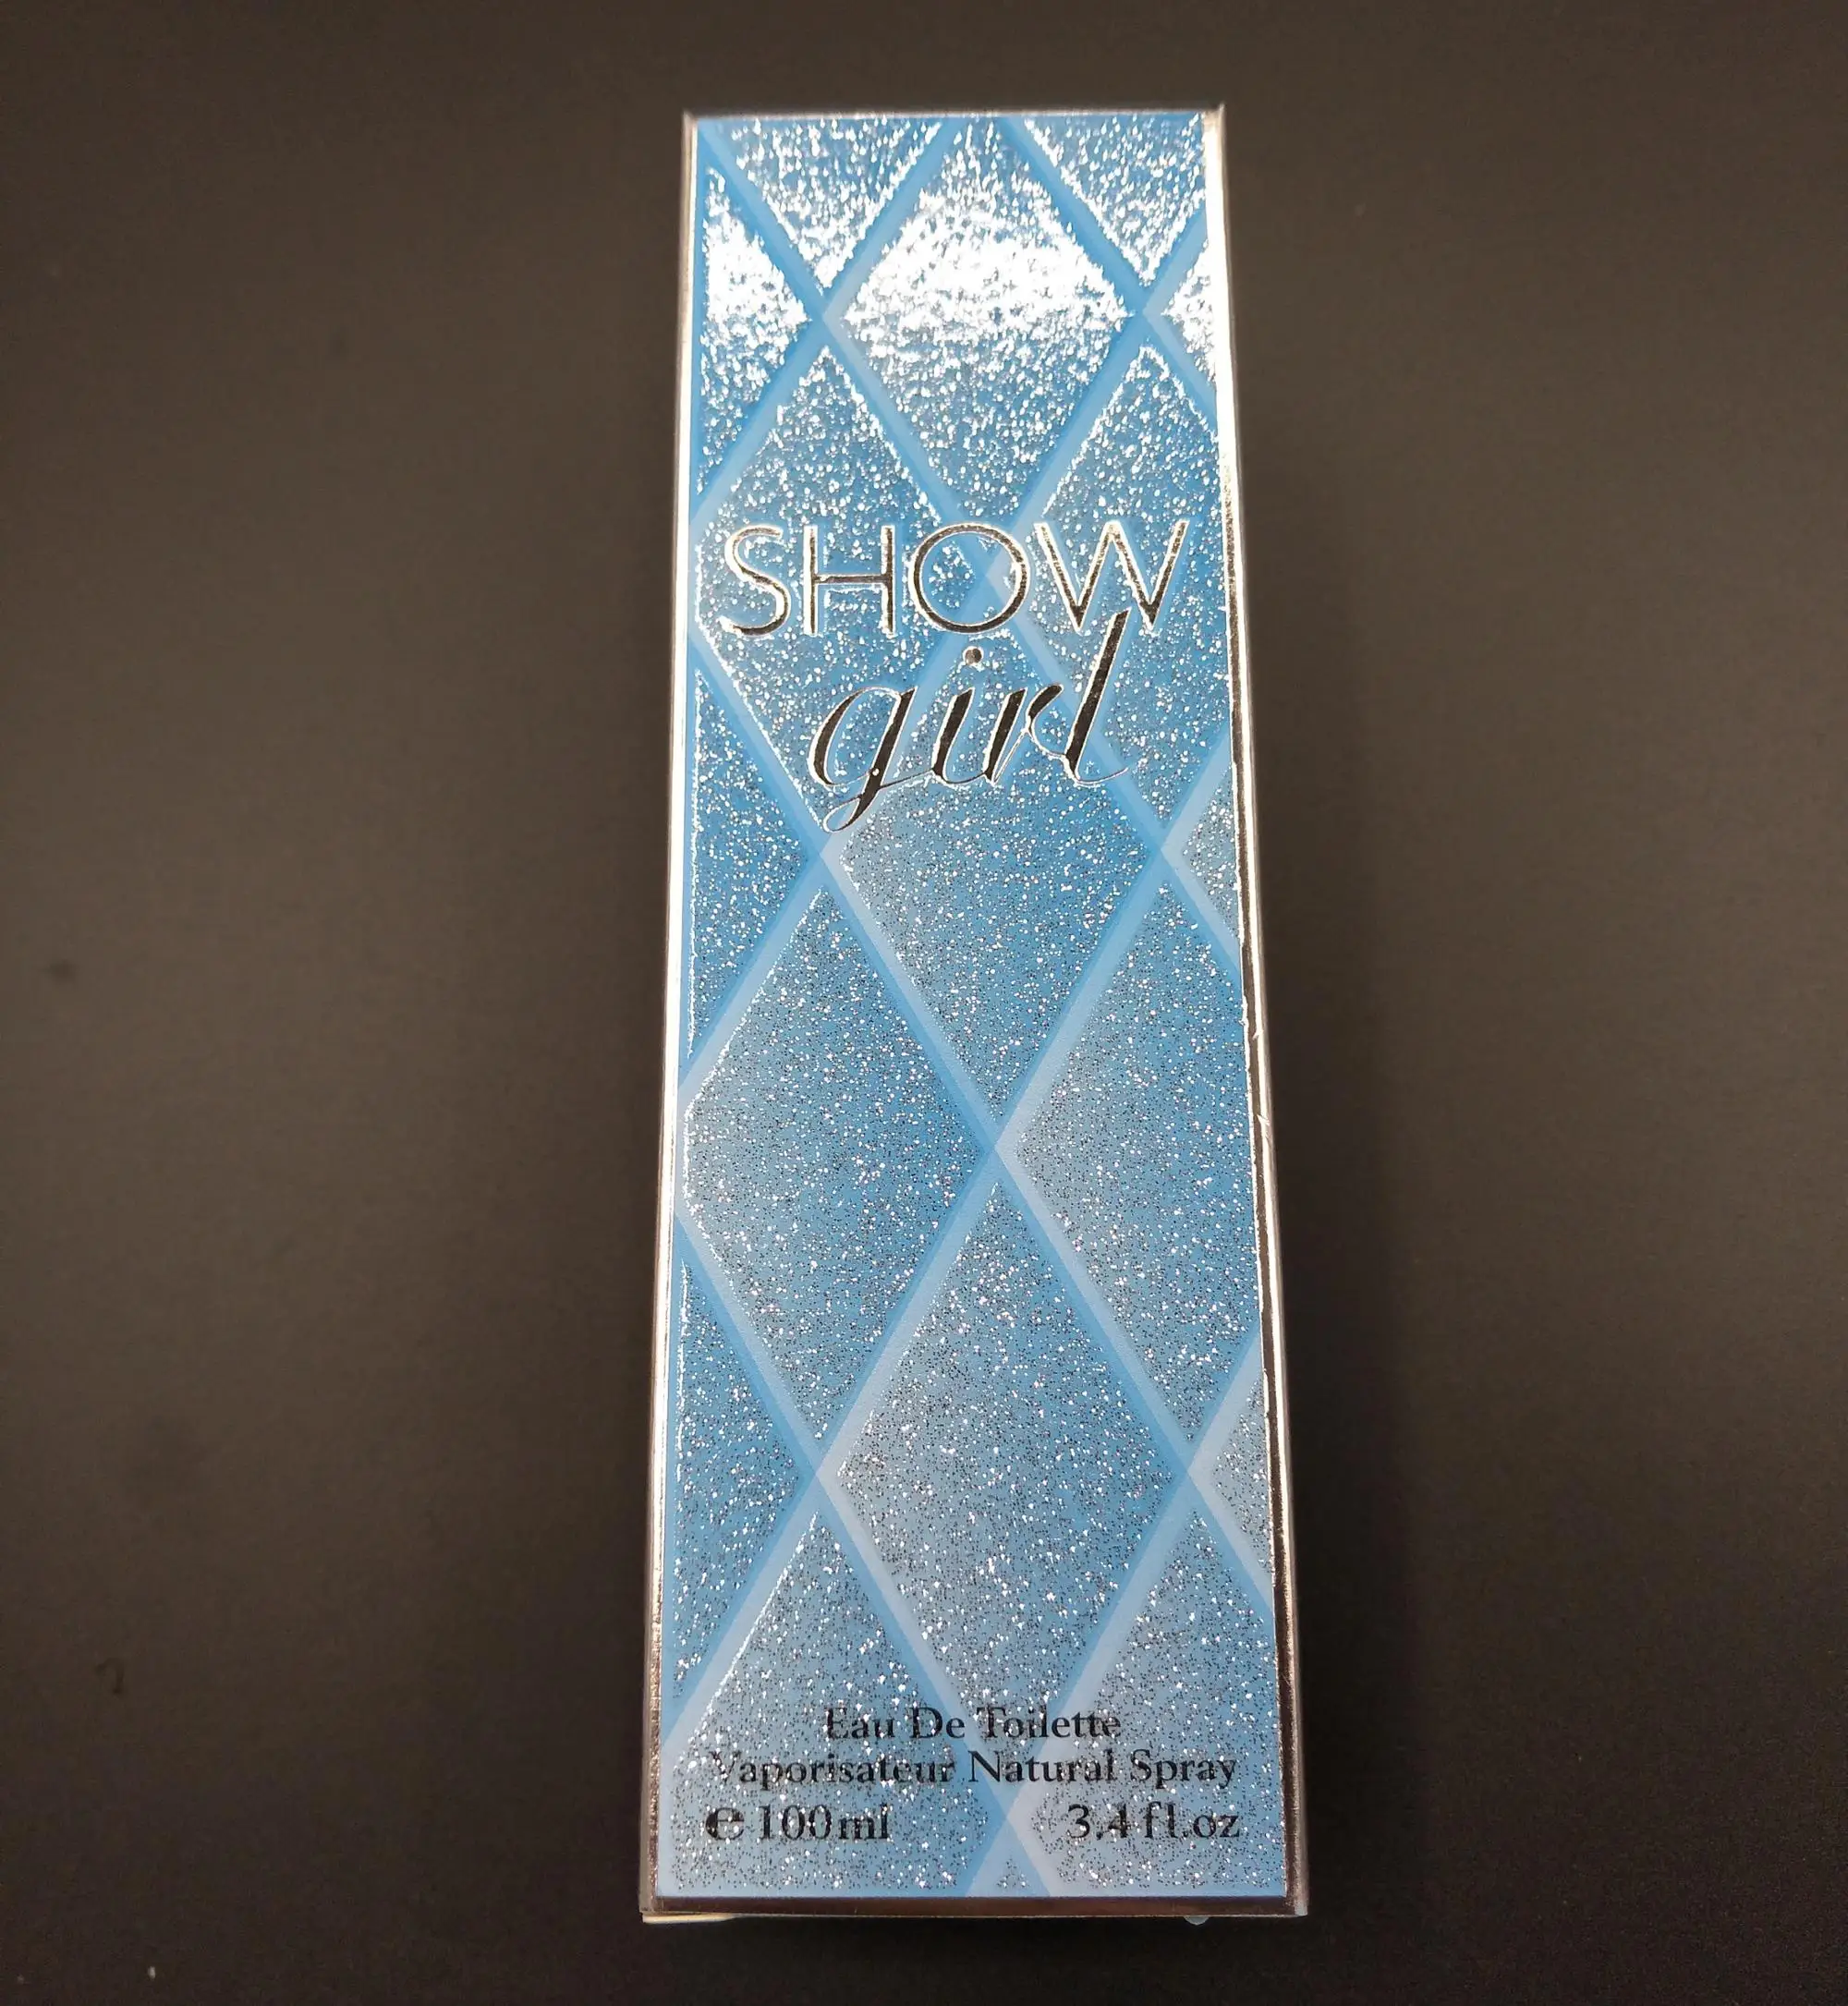 SHOW
girl
Eau De Toilette
Vaporisateur Natural Spray
℮ 100ml 3.4 fl.oz